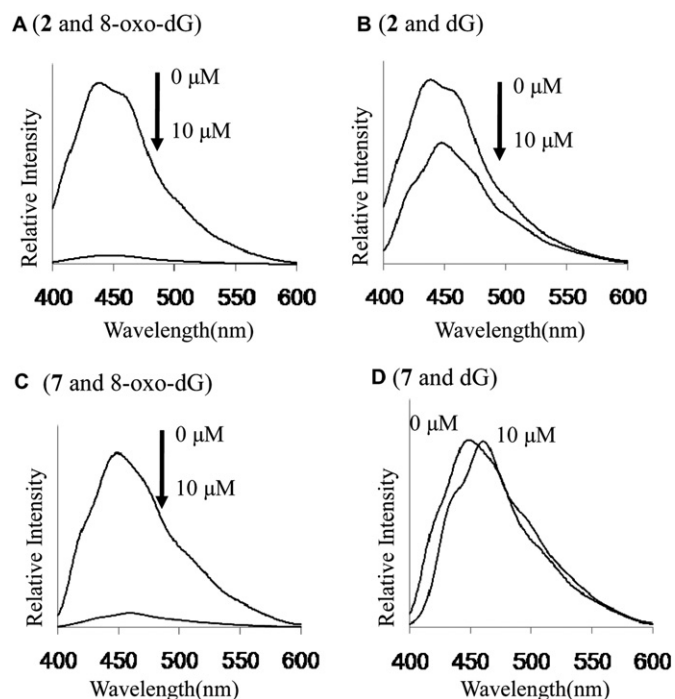 A (2 and 8-oxo-dG)
0 μM
10 μM
Relative Intensity
400 450 500 550 600
Wavelength(nm)
B (2 and dG)
0 μM
10 μM
Relative Intensity
400 450 500 550 600
Wavelength(nm)
C (7 and 8-oxo-dG)
0 μM
10 μM
Relative Intensity
400 450 500 550 600
Wavelength(nm)
D (7 and dG)
0 μM 10 μM
Relative Intensity
400 450 500 550 600
Wavelength(nm)